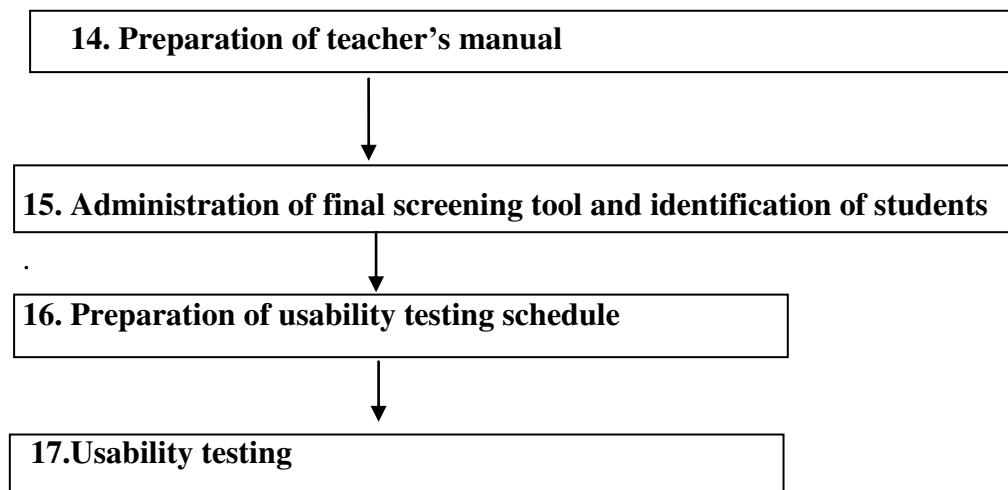 14. Preparation of teacher’s manual
15. Administration of final screening tool and identification of students
.
16. Preparation of usability testing schedule
17.Usability testing